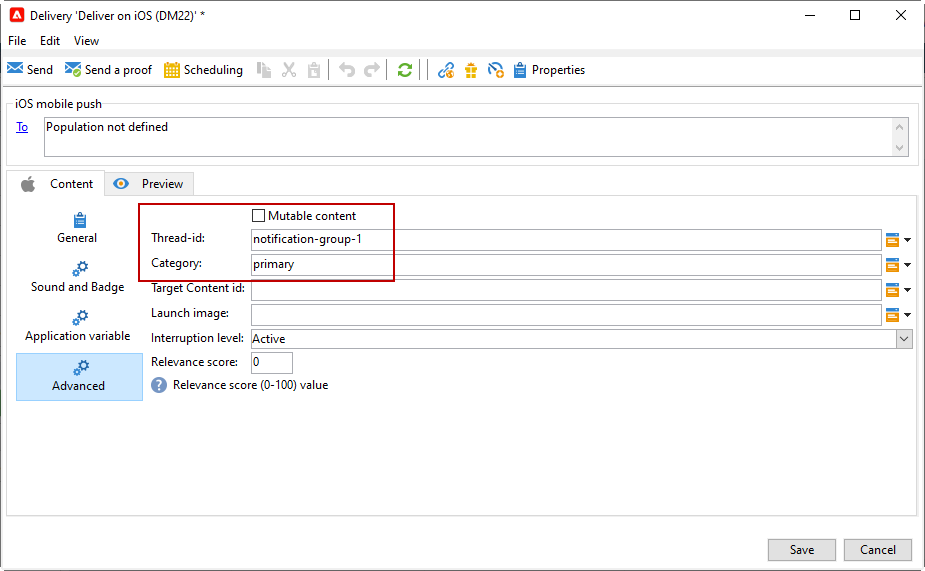 Delivery 'Deliver on iOS (DM22)' *
File Edit View
Send Send a proof Scheduling Properties
iOS mobile push
To Population not defined
Content Preview
Mutable content
General
Thread-id: notification-group-1
Category: primary
Sound and Badge
Target Content id:
Launch image:
Application variable
Interruption level: Active
Relevance score: 0
Advanced
? Relevance score (0-100) value
Save Cancel